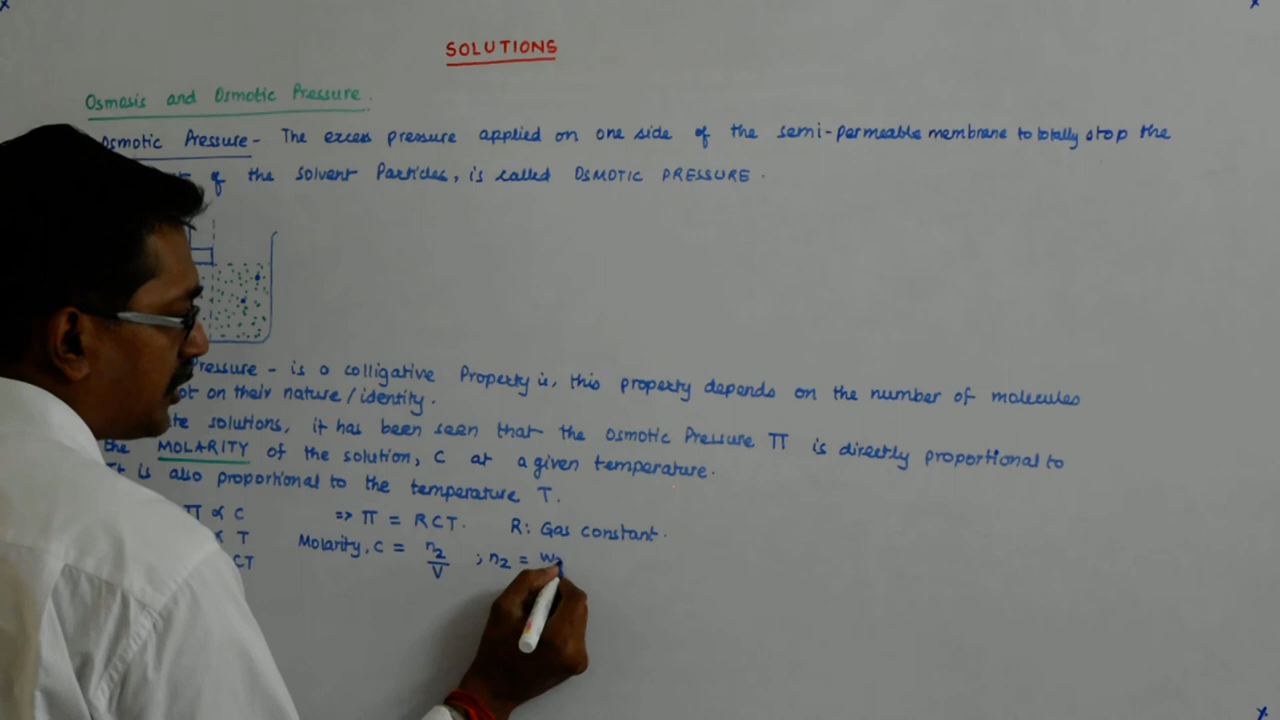 SOLUTIONS
Osmosis and Osmotic Pressure.
Osmotic Pressure - The excess pressure applied on one side of the semi-permeable membrane to totally stop the
of the solvent Particles, is called OSMOTIC PRESSURE.
Pressure - is a colligative Property ie, this property depends on the number of molecules
on their nature / identity.
solutions, it has been seen that the Osmotic Pressure Π is directly proportional to
the MOLARITY of the solution, C at a given temperature.
It is also proportional to the temperature T.
Π ∝ C => Π = RCT. R: Gas constant.
∝ T Molarity, C = n₂/V ; n₂ = w₂
CT